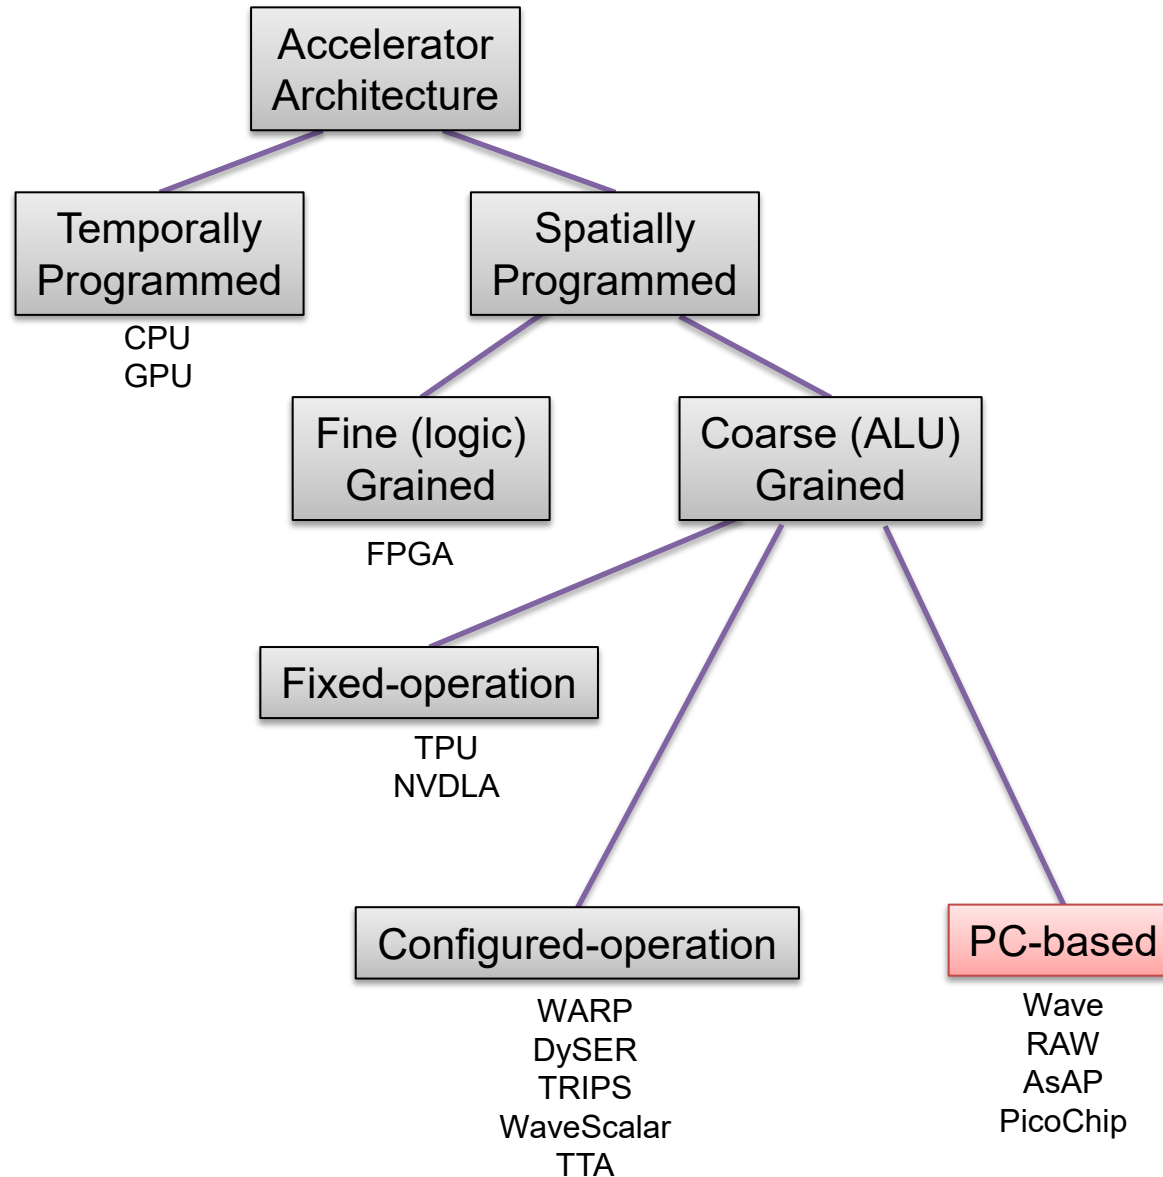 Accelerator
Architecture
Temporally
Programmed
Spatially
Programmed
CPU
GPU
Fine (logic)
Grained
Coarse (ALU)
Grained
FPGA
Fixed-operation
TPU
NVDLA
Configured-operation
PC-based
WARP
DySER
TRIPS
WaveScalar
TTA
Wave
RAW
AsAP
PicoChip